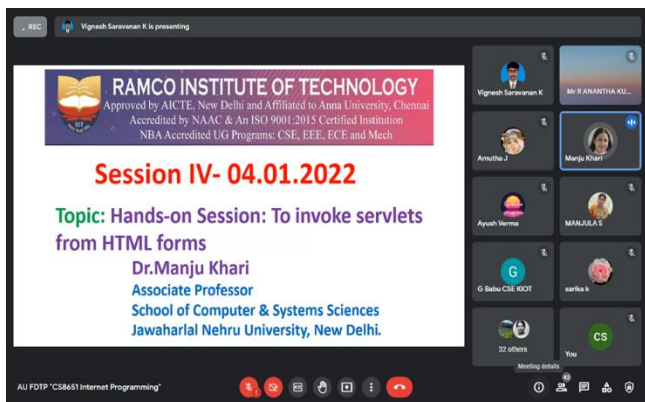 REC
Vignesh Saravanan K is presenting
RAMCO INSTITUTE OF TECHNOLOGY
Approved by AICTE, New Delhi and Affiliated to Anna University, Chennai
Accredited by NAAC & An ISO 9001:2015 Certified Institution
NBA Accredited UG Programs: CSE, EEE, ECE and Mech
Session IV- 04.01.2022
Topic: Hands-on Session: To invoke servlets
from HTML forms
Dr.Manju Khari
Associate Professor
School of Computer & Systems Sciences
Jawaharlal Nehru University, New Delhi.
Vignesh Saravanan K
Mr R ANANTHA KU...
Amutha J
Manju Khari
Ayush Verma
MANJULA S
G
G Babu CSE KIOT
sarika k
32 others
CS
You
Meeting details
AU FDTP "CS8651 Internet Programming"